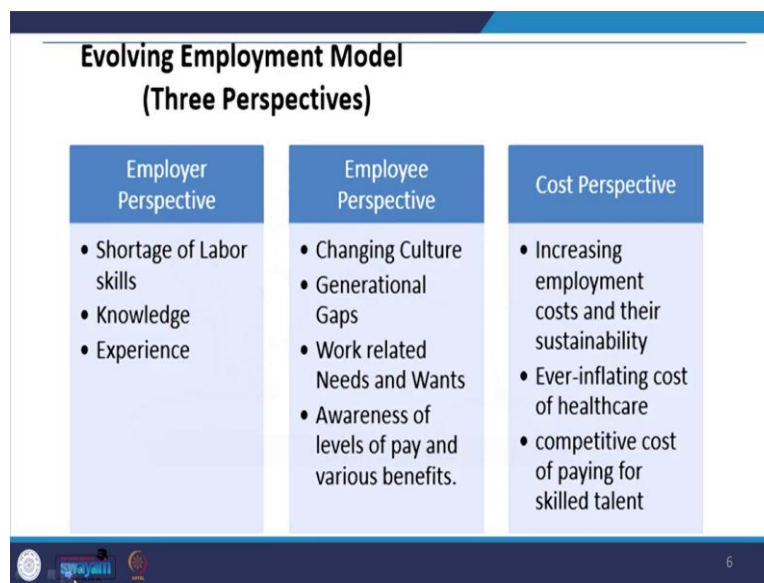 Evolving Employment Model
(Three Perspectives)
Employer
Perspective
• Shortage of Labor
skills
• Knowledge
• Experience
Employee
Perspective
• Changing Culture
• Generational
Gaps
• Work related
Needs and Wants
• Awareness of
levels of pay and
various benefits.
Cost Perspective
• Increasing
employment
costs and their
sustainability
• Ever-inflating cost
of healthcare
• competitive cost
of paying for
skilled talent
swayam
6